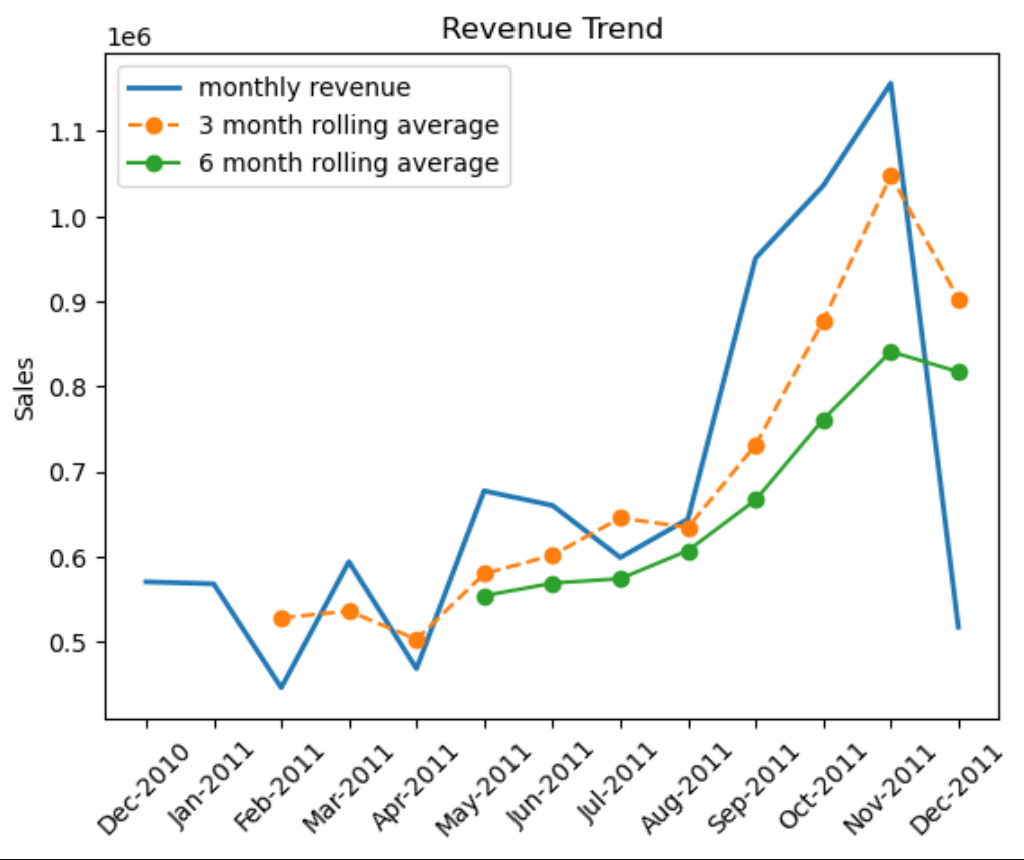 Revenue Trend
1e6
monthly revenue
3 month rolling average
6 month rolling average
1.1
1.0
0.9
0.8
0.7
0.6
0.5
Sales
Dec-2010
Jan-2011
Feb-2011
Mar-2011
Apr-2011
May-2011
Jun-2011
Jul-2011
Aug-2011
Sep-2011
Oct-2011
Nov-2011
Dec-2011